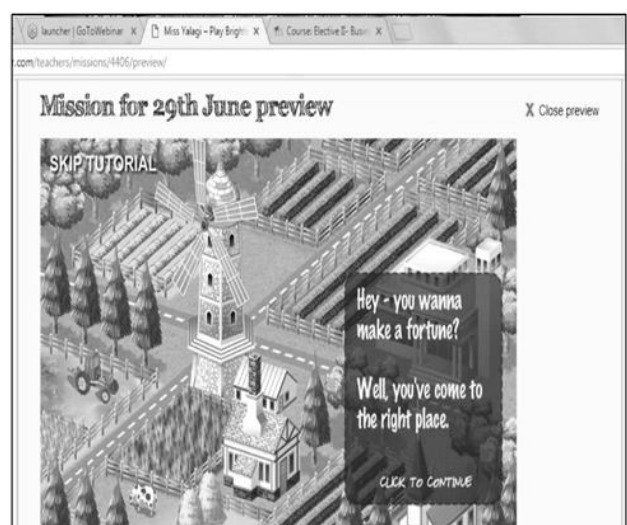 launcher | GoToWebinar
Miss Yalagi – Play Bright
Course: Elective II- Busin
.com/teachers/missions/4406/preview/
Mission for 29th June preview
X Close preview
SKIP TUTORIAL
Hey - you wanna
make a fortune?
Well, you've come to
the right place.
CLICK TO CONTINUE